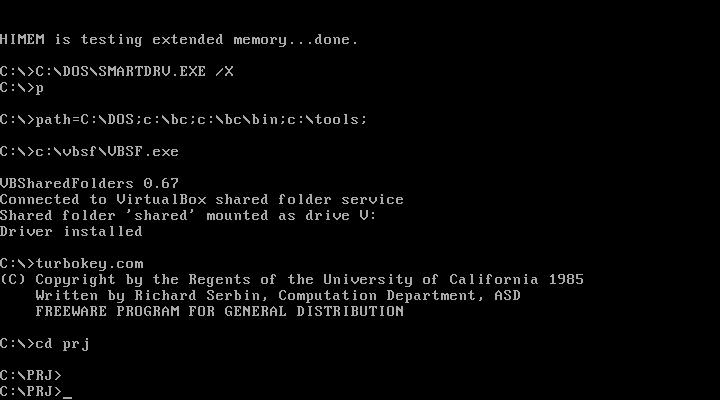 HIMEM is testing extended memory...done.
C:\>C:\DOS\SMARTDRV.EXE /X
C:\>p
C:\>path=C:\DOS;c:\bc;c:\bc\bin;c:\tools;
C:\>c:\vbsf\VBSF.exe
VBSharedFolders 0.67
Connected to VirtualBox shared folder service
Shared folder 'shared' mounted as drive V:
Driver installed
C:\>turbokey.com
(C) Copyright by the Regents of the University of California 1985
Written by Richard Serbin, Computation Department, ASD
FREEWARE PROGRAM FOR GENERAL DISTRIBUTION
C:\>cd prj
C:\PRJ>
C:\PRJ>_